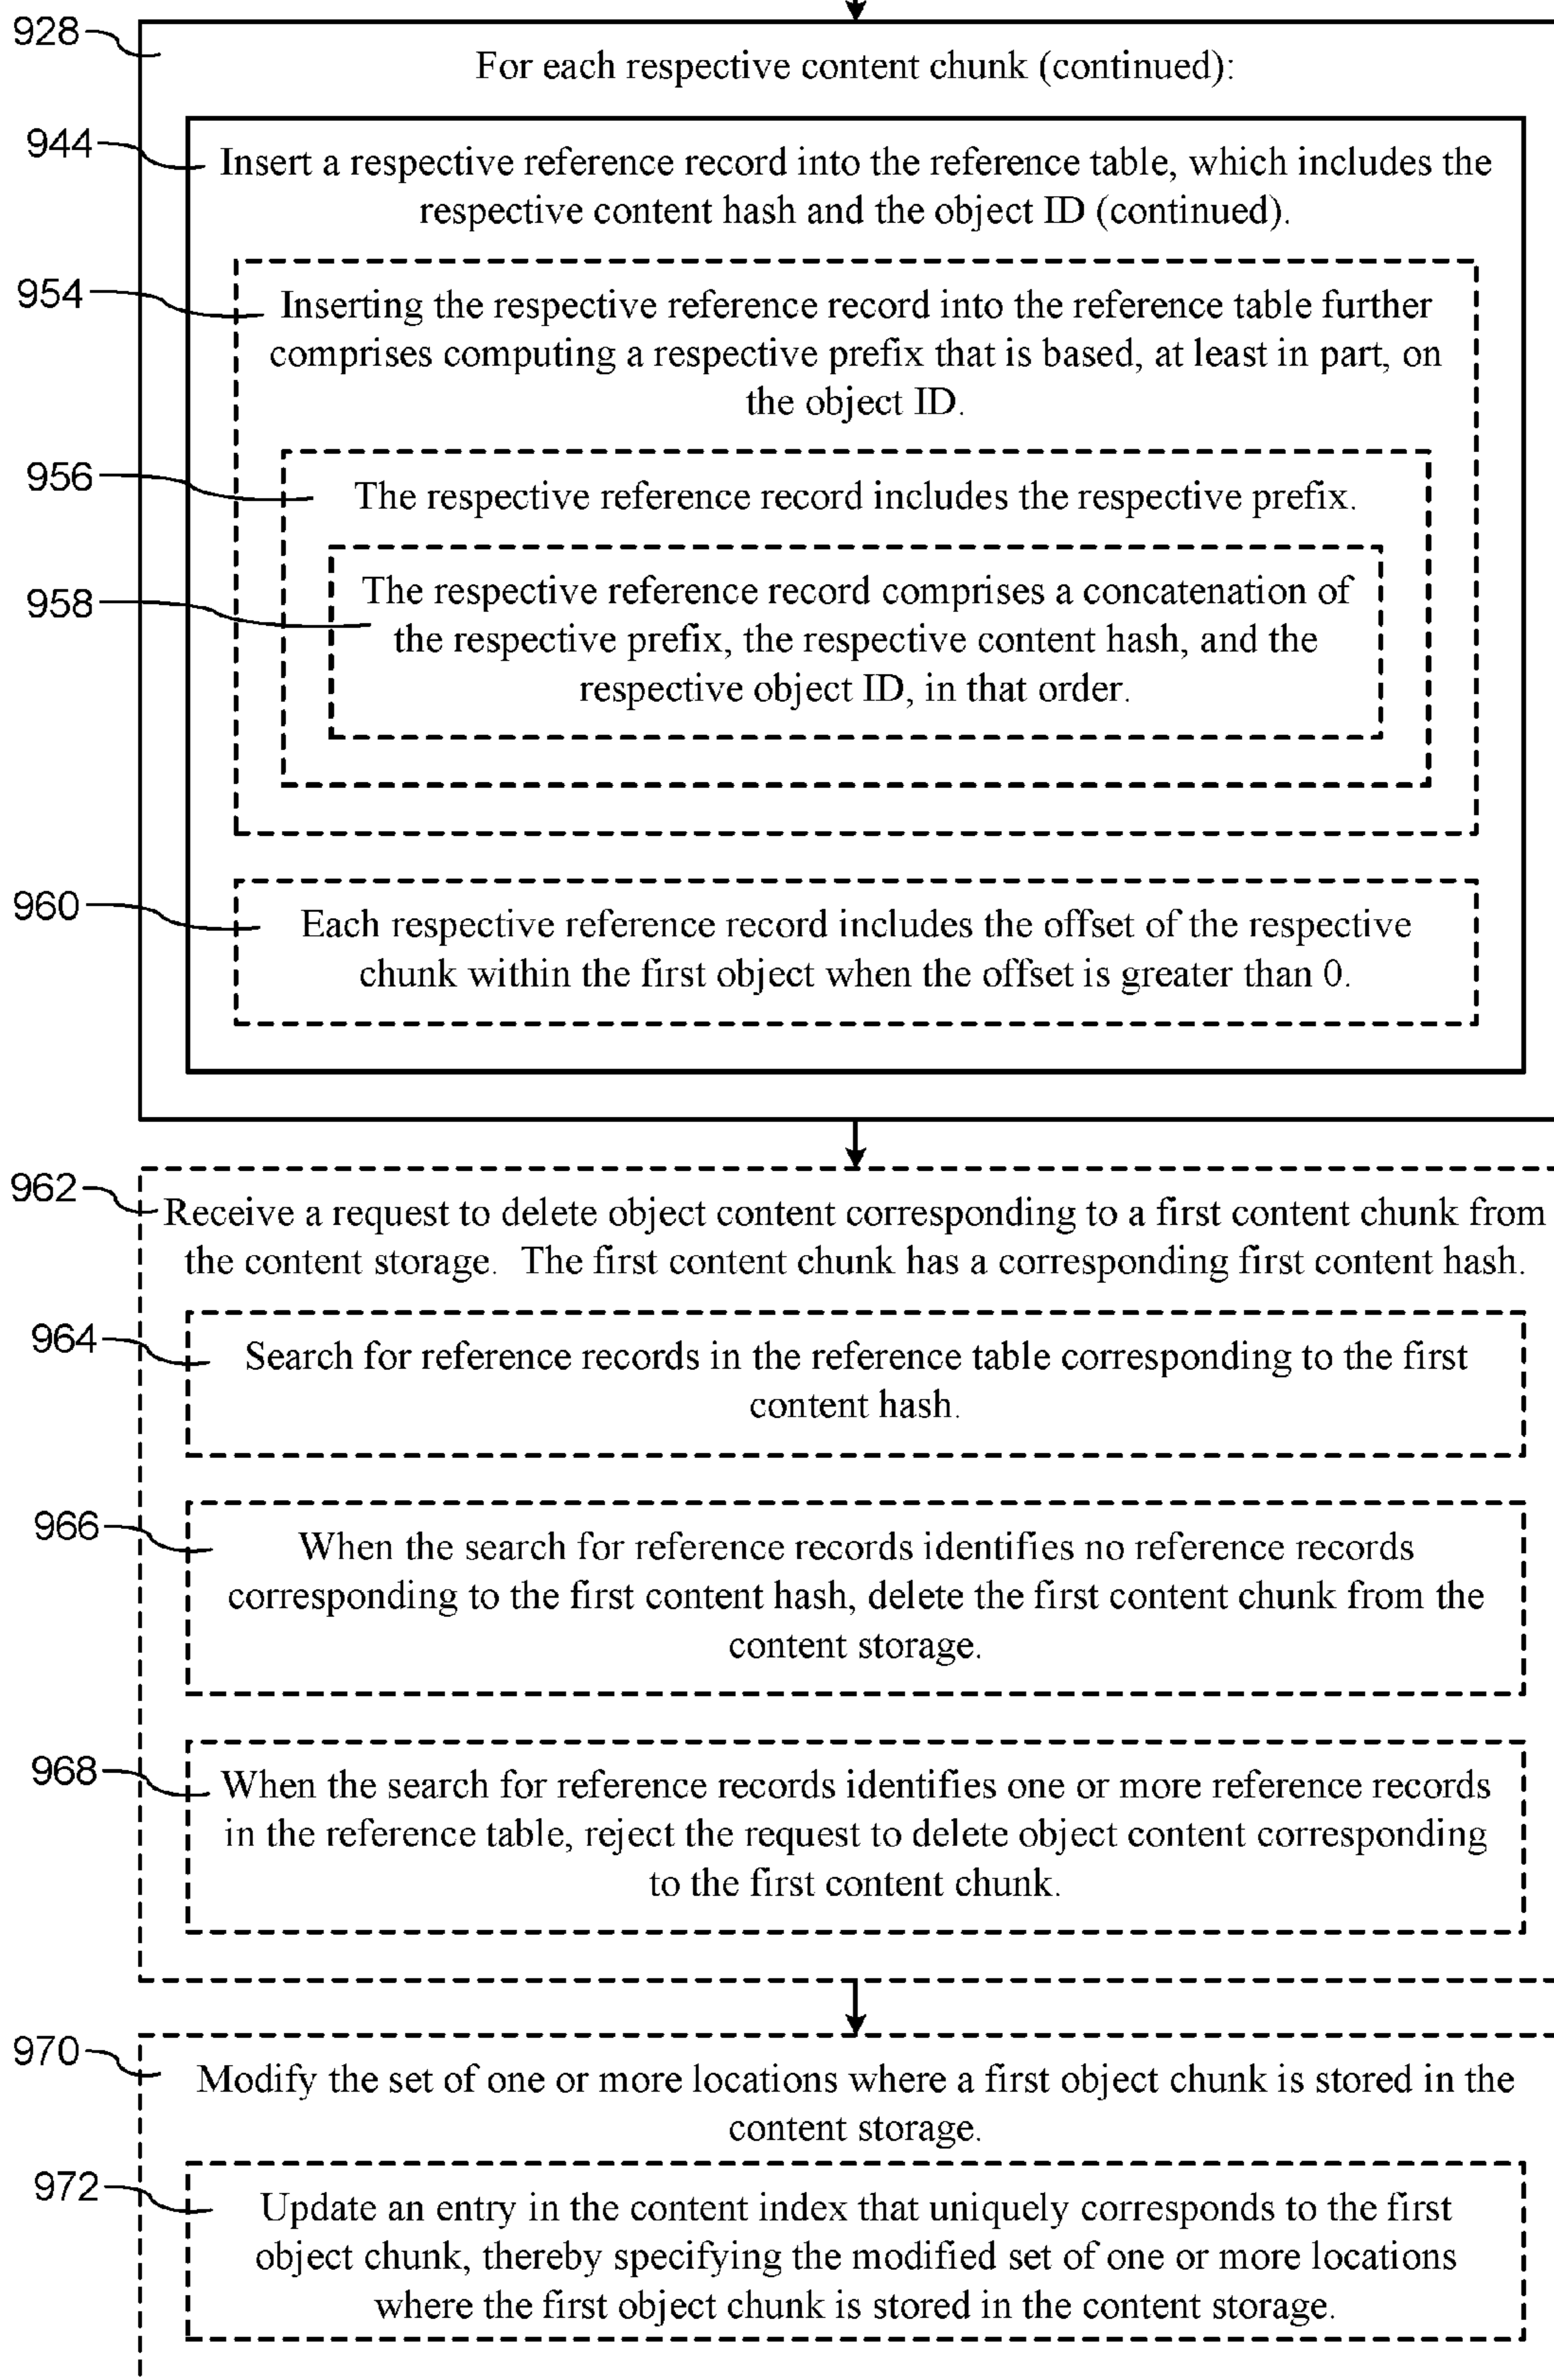 928
For each respective content chunk (continued):
944
Insert a respective reference record into the reference table, which includes the
respective content hash and the object ID (continued).
954
Inserting the respective reference record into the reference table further
comprises computing a respective prefix that is based, at least in part, on
the object ID.
956
The respective reference record includes the respective prefix.
958
The respective reference record comprises a concatenation of
the respective prefix, the respective content hash, and the
respective object ID, in that order.
960
Each respective reference record includes the offset of the respective
chunk within the first object when the offset is greater than 0.
962
Receive a request to delete object content corresponding to a first content chunk from
the content storage.  The first content chunk has a corresponding first content hash.
964
Search for reference records in the reference table corresponding to the first
content hash.
966
When the search for reference records identifies no reference records
corresponding to the first content hash, delete the first content chunk from the
content storage.
968
When the search for reference records identifies one or more reference records
in the reference table, reject the request to delete object content corresponding
to the first content chunk.
970
Modify the set of one or more locations where a first object chunk is stored in the
content storage.
972
Update an entry in the content index that uniquely corresponds to the first
object chunk, thereby specifying the modified set of one or more locations
where the first object chunk is stored in the content storage.